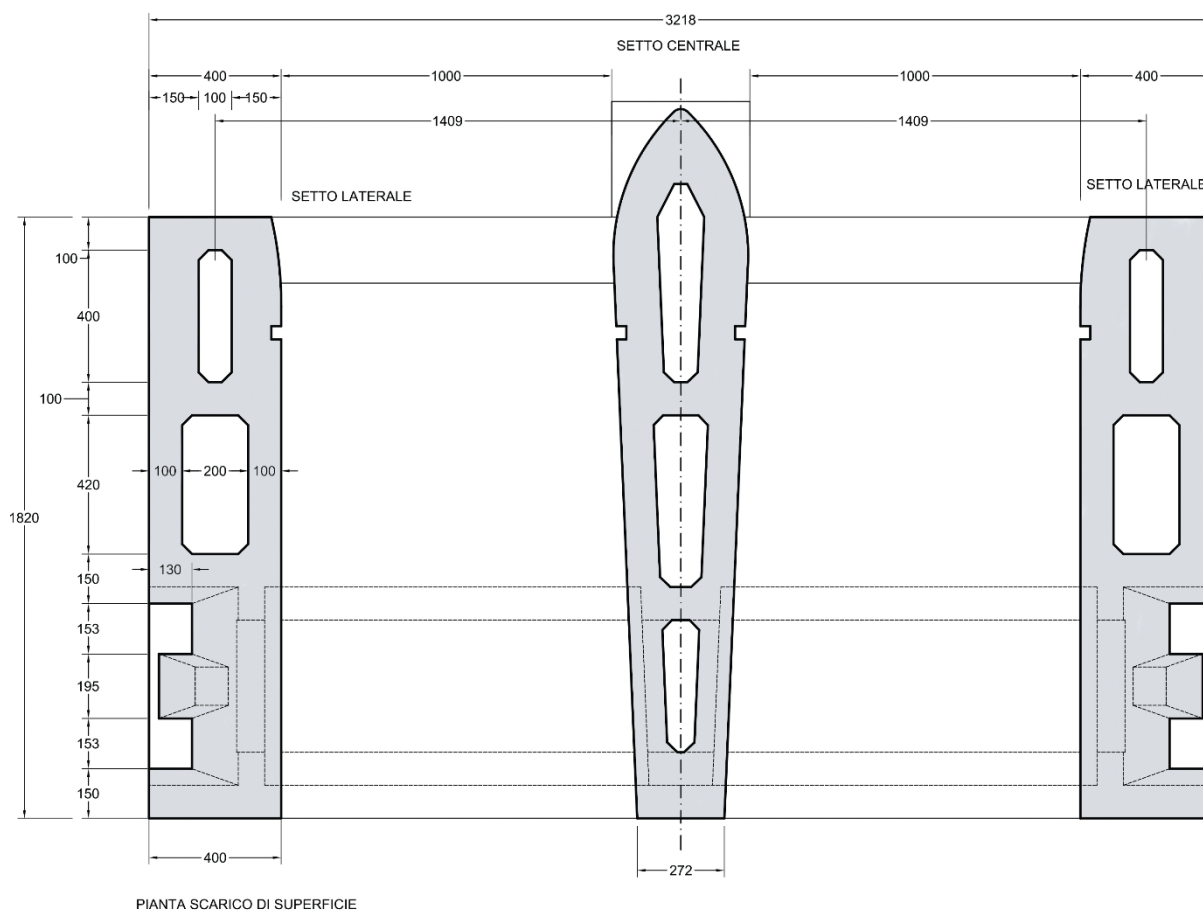 3218
SETTO CENTRALE
400 1000 1000 400
150 100 150
1409 1409
SETTO LATERALE SETTO LATERALE
100
400
100
100 200 100
420
1820
150 130
153
195
153
150
400 272
PIANTA SCARICO DI SUPERFICIE